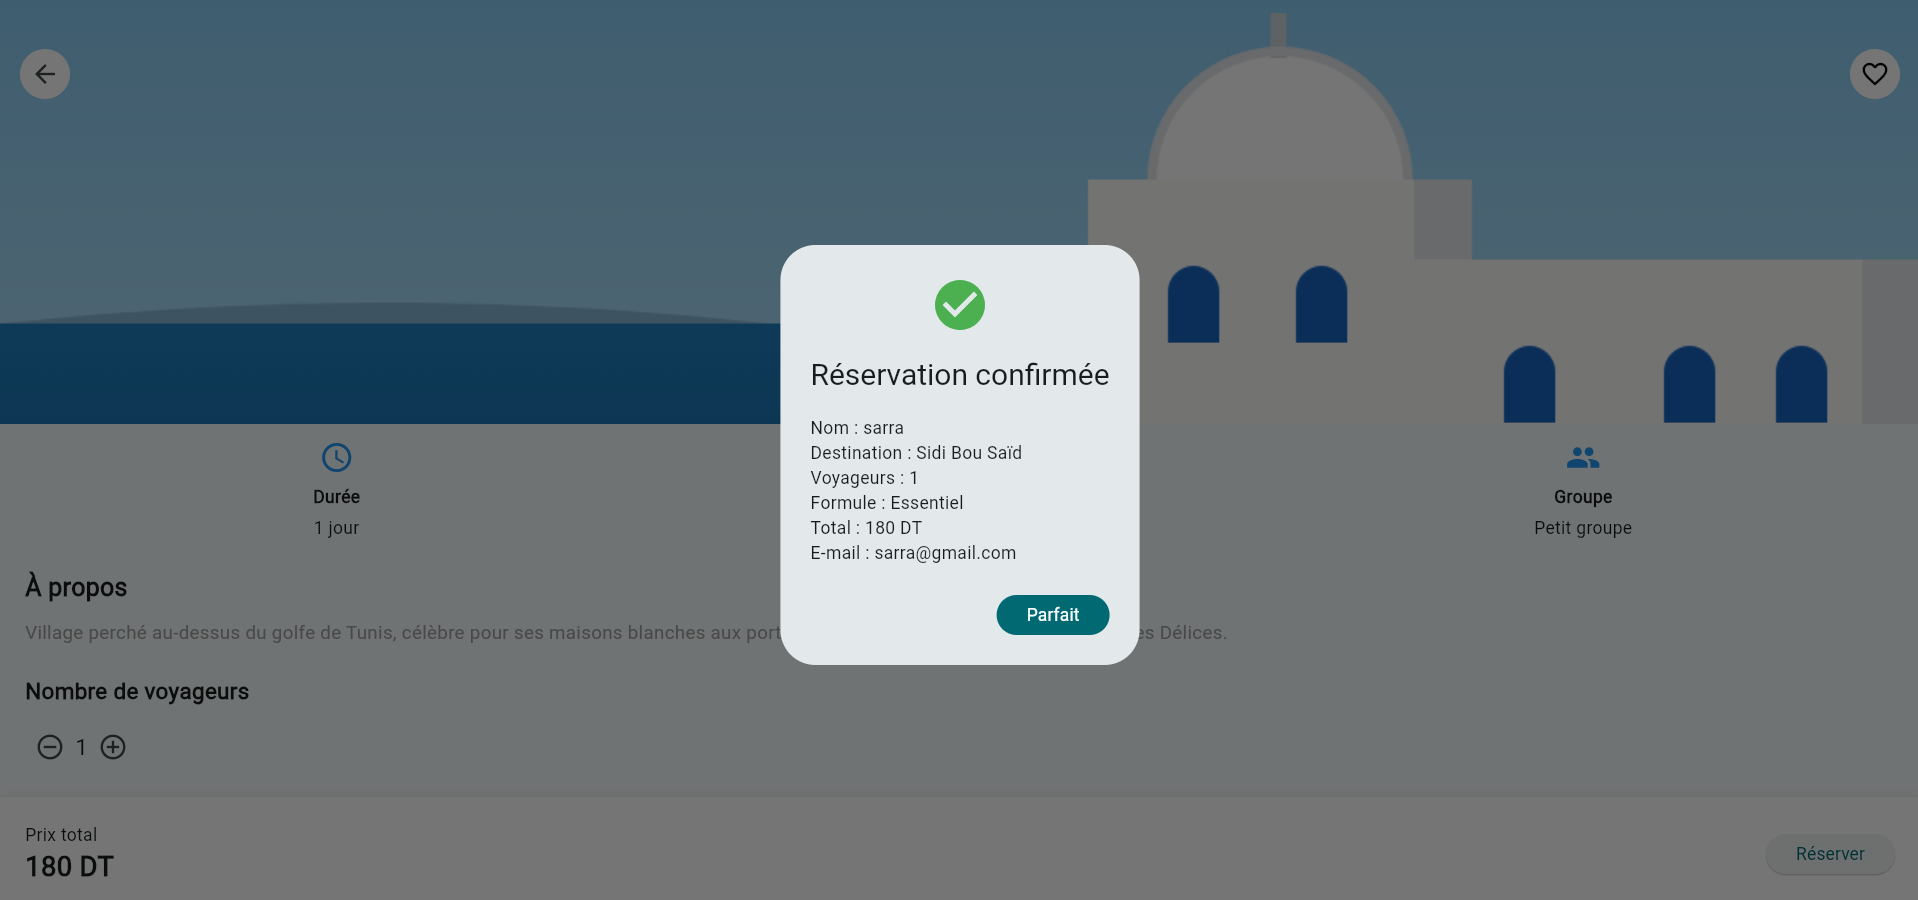 Réservation confirmée
Nom : sarra
Destination : Sidi Bou Saïd
Voyageurs : 1
Formule : Essentiel
Total : 180 DT
E-mail : sarra@gmail.com
Parfait
Durée
1 jour
Groupe
Petit groupe
À propos
Village perché au-dessus du golfe de Tunis, célèbre pour ses maisons blanches aux Délices.
Nombre de voyageurs
1
Prix total
180 DT
Réserver